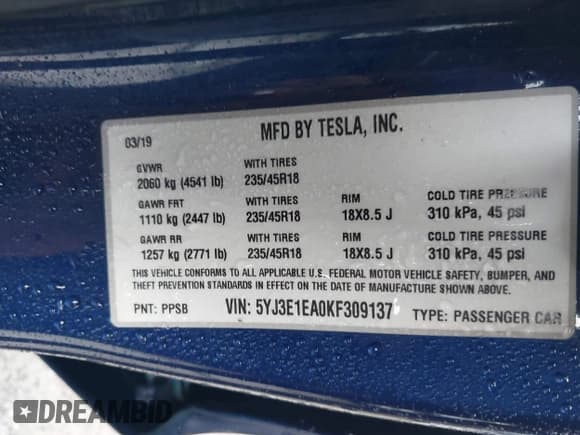 03/19
MFD BY TESLA, INC.
GVWR WITH TIRES
2060 kg (4541 lb) 235/45R18
GAWR FRT WITH TIRES RIM COLD TIRE PRESSURE
1110 kg (2447 lb) 235/45R18 18X8.5 J 310 kPa, 45 psi
GAWR RR WITH TIRES RIM COLD TIRE PRESSURE
1257 kg (2771 lb) 235/45R18 18X8.5 J 310 kPa, 45 psi
THIS VEHICLE CONFORMS TO ALL APPLICABLE U.S. FEDERAL MOTOR VEHICLE SAFETY, BUMPER, AND
THEFT PREVENTION STANDARDS IN EFFECT ON THE DATE OF MANUFACTURE SHOWN ABOVE.
PNT: PPSB VIN: 5YJ3E1EA0KF309137 TYPE: PASSENGER CAR
DREAMBID